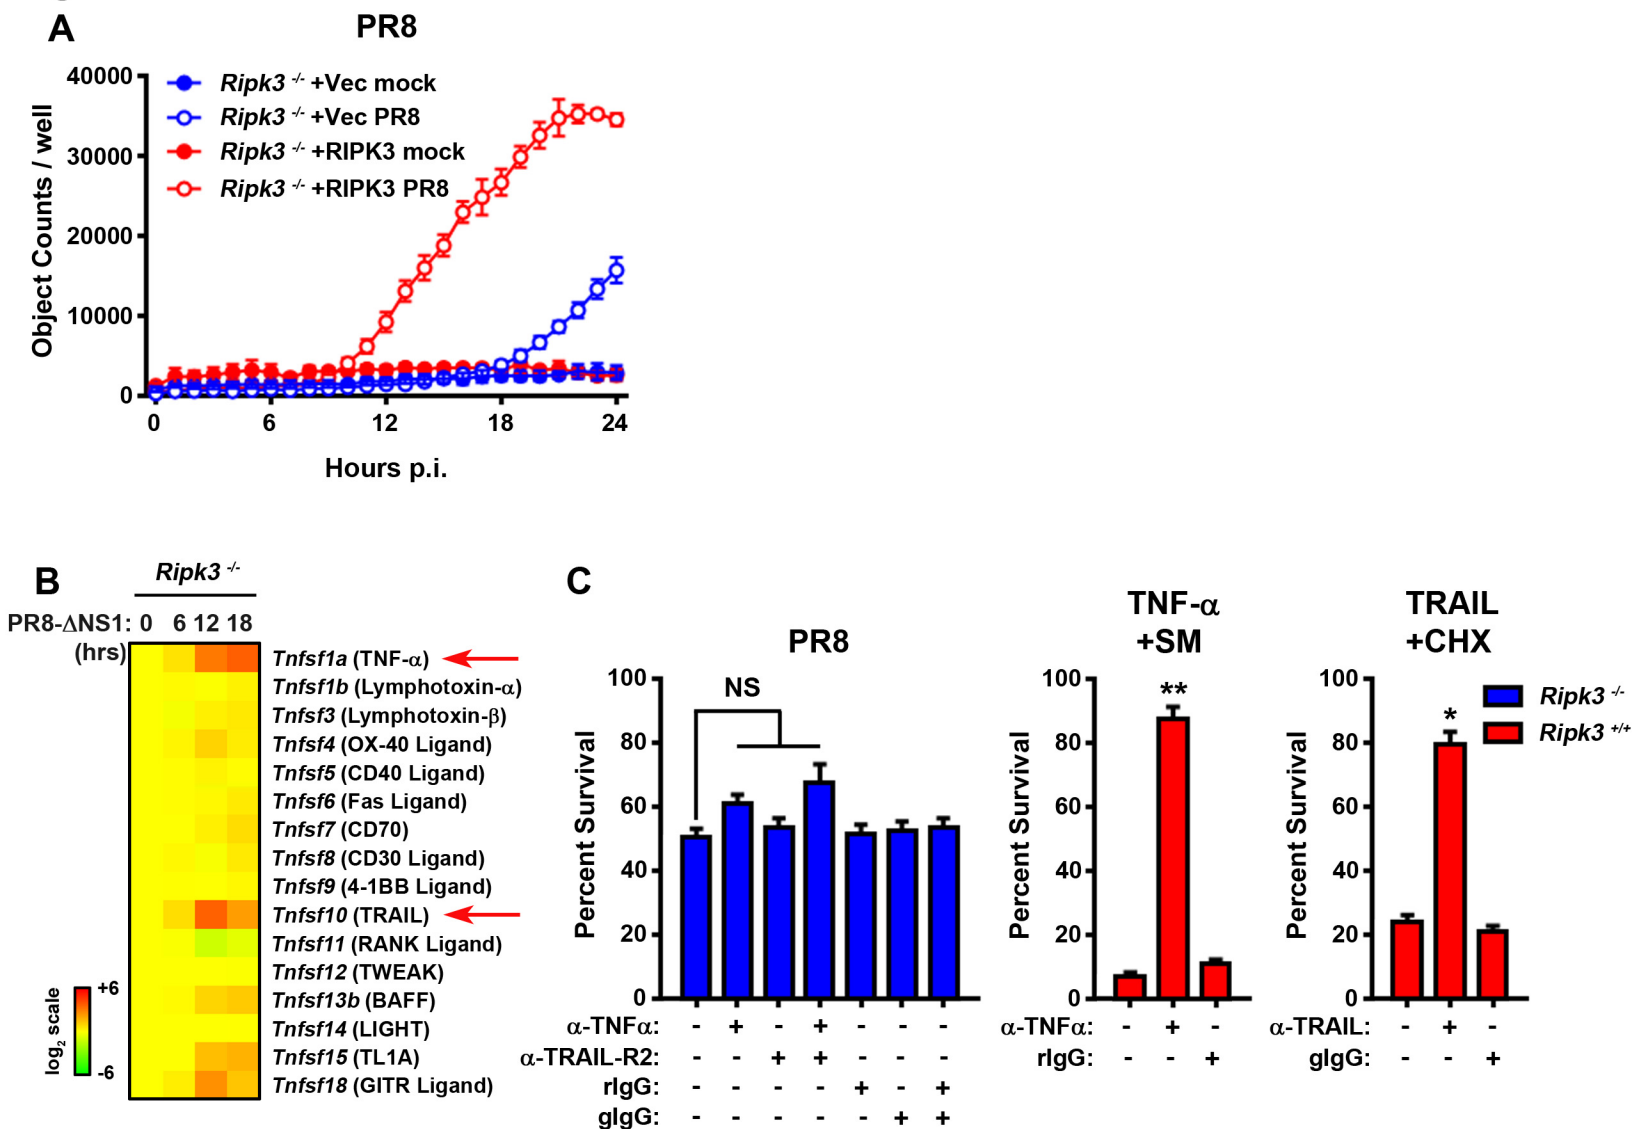 A
PR8
40000
30000
20000
10000
0
Object Counts / well
Ripk3 -/- +Vec mock
Ripk3 -/- +Vec PR8
Ripk3 -/- +RIPK3 mock
Ripk3 -/- +RIPK3 PR8
0 6 12 18 24
Hours p.i.
B
Ripk3 -/-
PR8-ΔNS1: 0 6 12 18
(hrs)
Tnfsf1a (TNF-α)
Tnfsf1b (Lymphotoxin-α)
Tnfsf3 (Lymphotoxin-β)
Tnfsf4 (OX-40 Ligand)
Tnfsf5 (CD40 Ligand)
Tnfsf6 (Fas Ligand)
Tnfsf7 (CD70)
Tnfsf8 (CD30 Ligand)
Tnfsf9 (4-1BB Ligand)
Tnfsf10 (TRAIL)
Tnfsf11 (RANK Ligand)
Tnfsf12 (TWEAK)
Tnfsf13b (BAFF)
Tnfsf14 (LIGHT)
Tnfsf15 (TL1A)
Tnfsf18 (GITR Ligand)
log2 scale
+6
-6
C
PR8
100
80
60
40
20
0
Percent Survival
NS
α-TNFα: - + - + - - -
α-TRAIL-R2: - - + + - - -
rIgG: - - - - + - +
gIgG: - - - - - + +
TNF-α
+SM
100
80
60
40
20
0
Percent Survival
**
α-TNFα: - + -
rIgG: - - +
TRAIL
+CHX
100
80
60
40
20
0
Percent Survival
*
Ripk3 -/-
Ripk3 +/+
α-TRAIL: - + -
gIgG: - - +